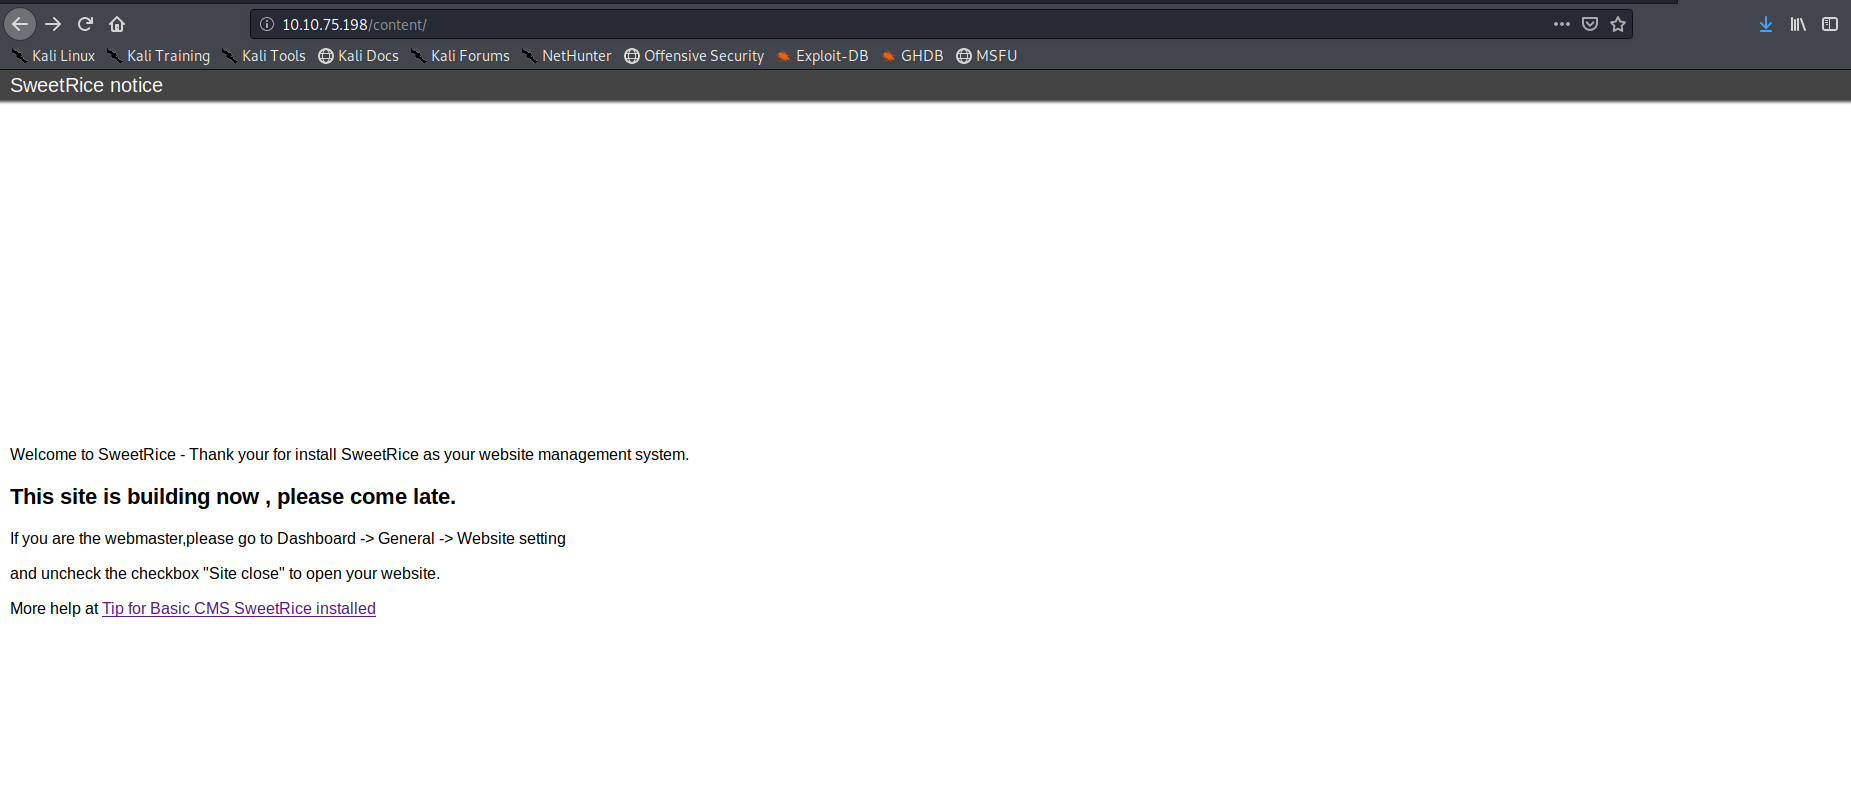 10.10.75.198/content/
Kali Linux Kali Training Kali Tools Kali Docs Kali Forums NetHunter Offensive Security Exploit-DB GHDB MSFU
SweetRice notice
Welcome to SweetRice - Thank your for install SweetRice as your website management system.
This site is building now , please come late.
If you are the webmaster,please go to Dashboard -> General -> Website setting
and uncheck the checkbox "Site close" to open your website.
More help at Tip for Basic CMS SweetRice installed